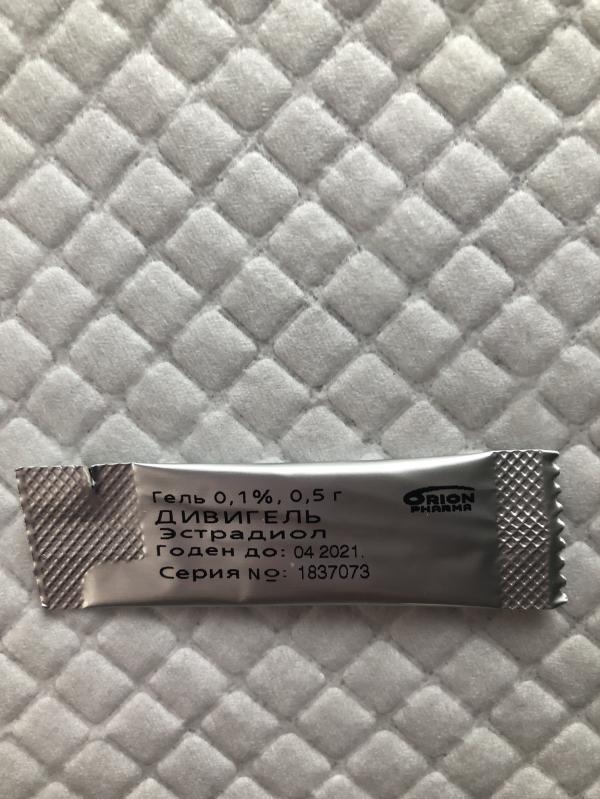 Гель 0,1%, 0,5 г
ДИВИГЕЛЬ
Эстрадиол
Годен до: 04 2021.
Серия №: 1837073
ORION
PHARMA